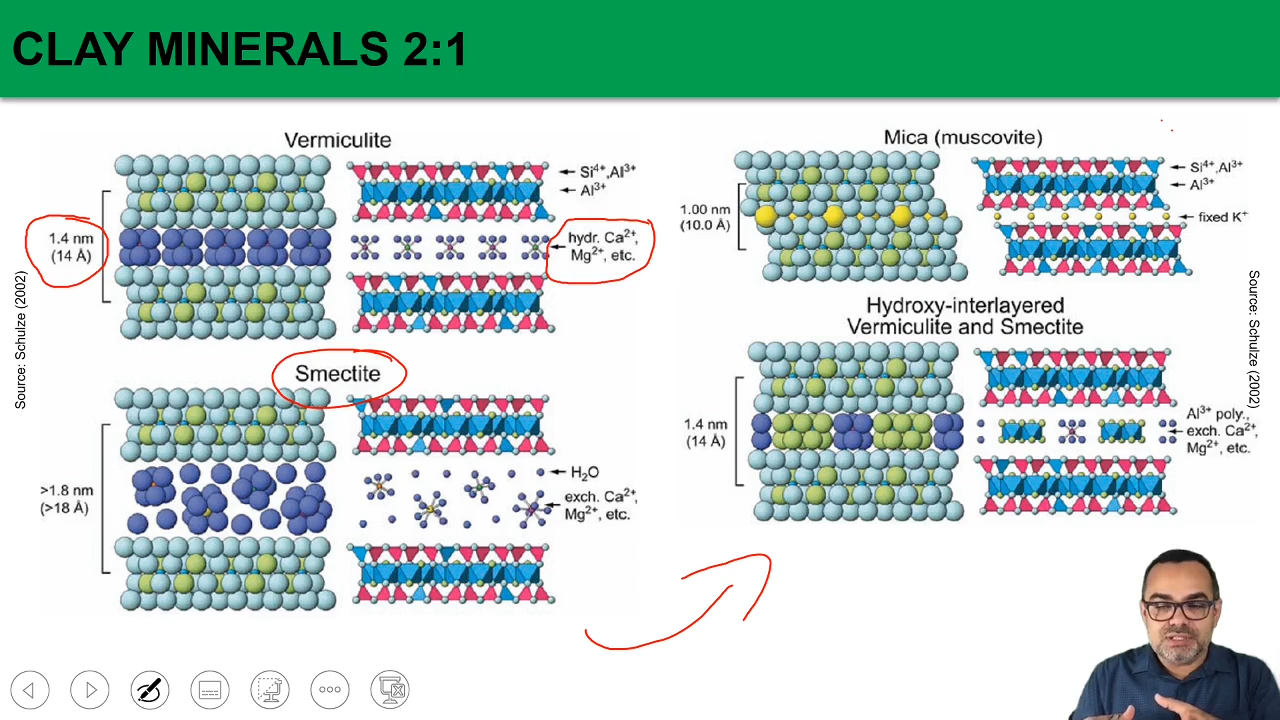 CLAY MINERALS 2:1
Vermiculite
1.4 nm
(14 Å)
Si⁴⁺,Al³⁺
Al³⁺
hydr. Ca²⁺,
Mg²⁺, etc.
Source: Schulze (2002)
Smectite
>1.8 nm
(>18 Å)
H₂O
exch. Ca²⁺,
Mg²⁺, etc.
Mica (muscovite)
1.00 nm
(10.0 Å)
Si⁴⁺,Al³⁺
Al³⁺
fixed K⁺
Hydroxy-interlayered
Vermiculite and Smectite
1.4 nm
(14 Å)
Al³⁺ poly.,
exch. Ca²⁺,
Mg²⁺, etc.
Source: Schulze (2002)